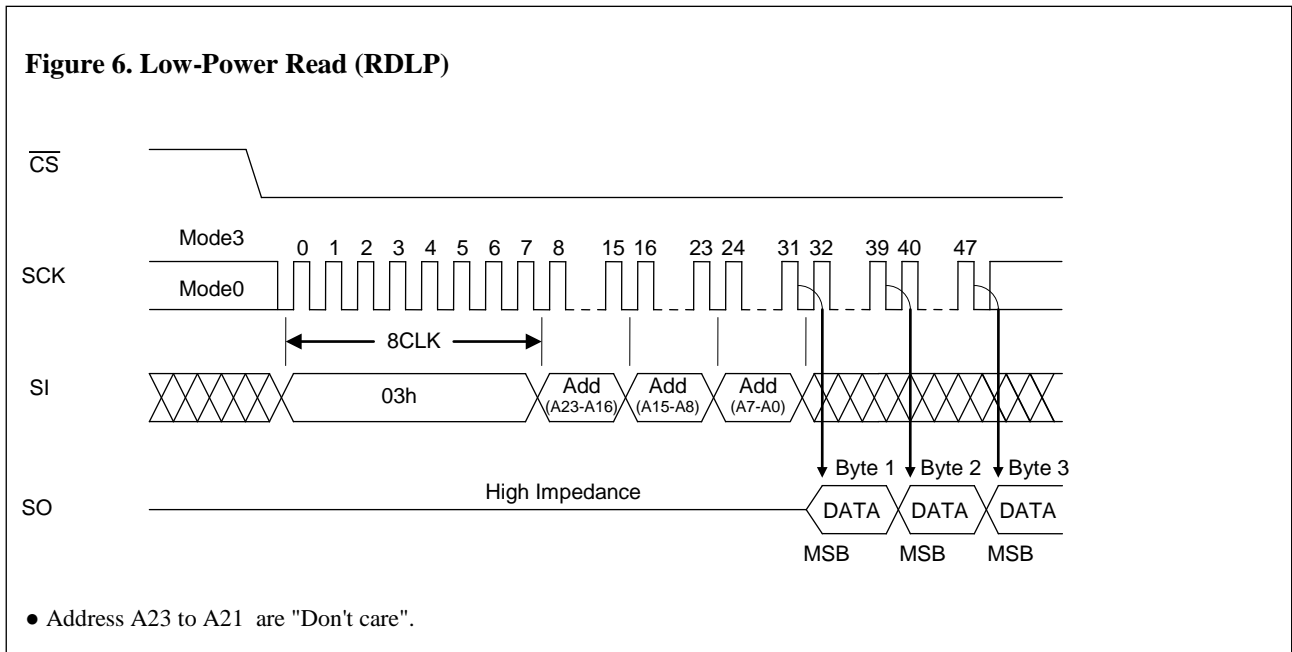 Figure 6. Low-Power Read (RDLP)
CS
Mode3
0 1 2 3 4 5 6 7 8 15 16 23 24 31 32 39 40 47
SCK
Mode0
8CLK
SI
03h
Add
(A23-A16)
Add
(A15-A8)
Add
(A7-A0)
Byte 1 Byte 2 Byte 3
High Impedance
SO
DATA DATA DATA
MSB MSB MSB
● Address A23 to A21 are "Don't care".